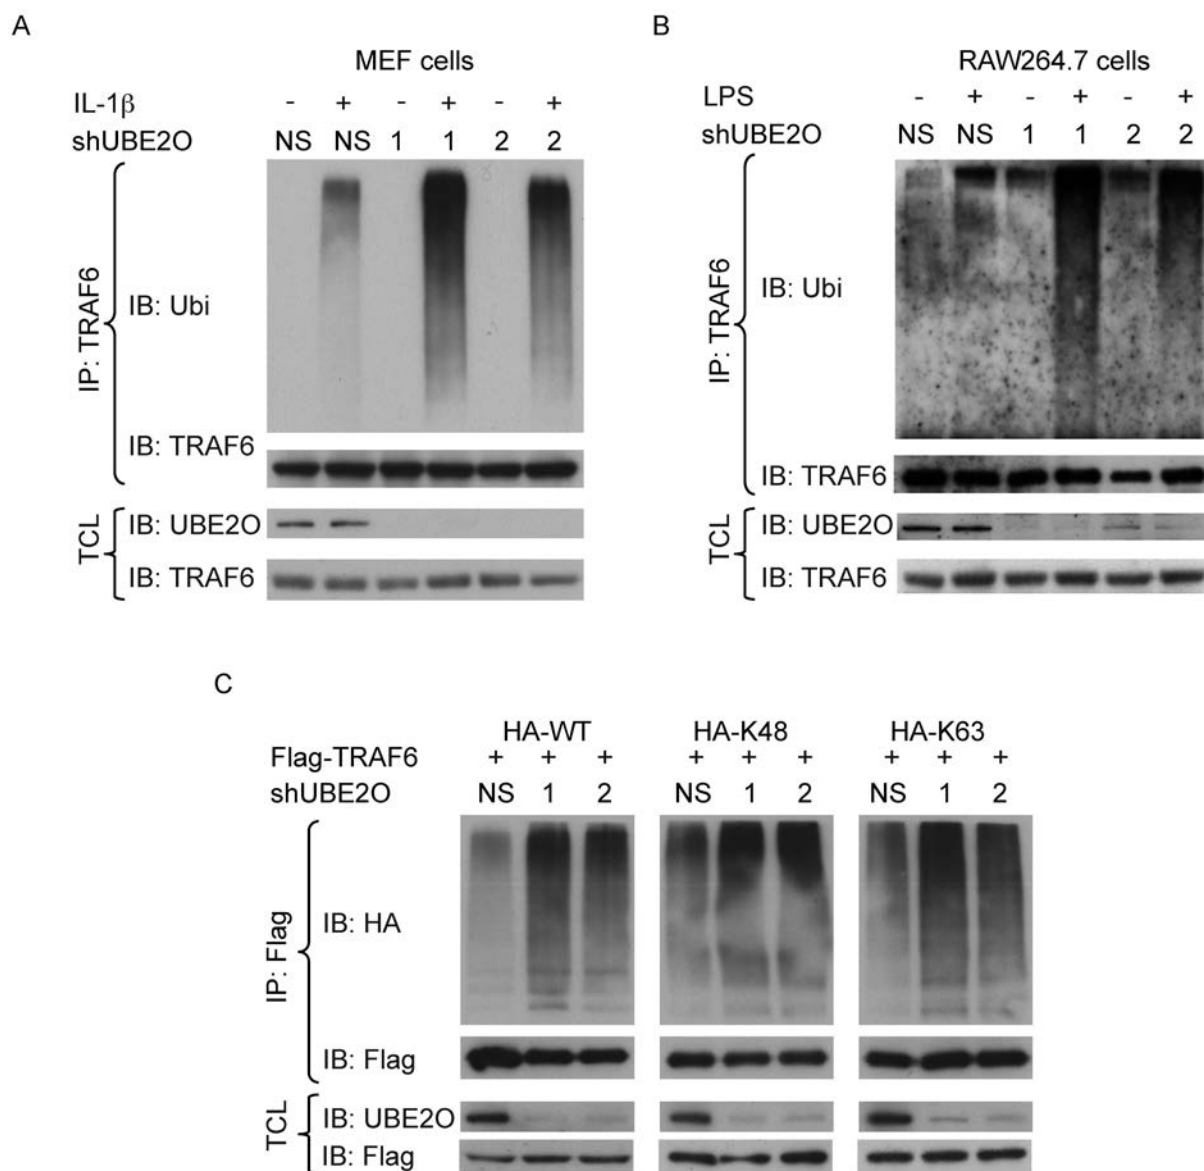 A
MEF cells
IL-1β - + - + - +
shUBE2O NS NS 1 1 2 2
IP: TRAF6
IB: Ubi
IB: TRAF6
TCL
IB: UBE2O
IB: TRAF6
B
RAW264.7 cells
LPS - + - + - +
shUBE2O NS NS 1 1 2 2
IP: TRAF6
IB: Ubi
IB: TRAF6
TCL
IB: UBE2O
IB: TRAF6
C
HA-WT HA-K48 HA-K63
Flag-TRAF6 + + + + + + + + +
shUBE2O NS 1 2 NS 1 2 NS 1 2
IP: Flag
IB: HA
IB: Flag
TCL
IB: UBE2O
IB: Flag